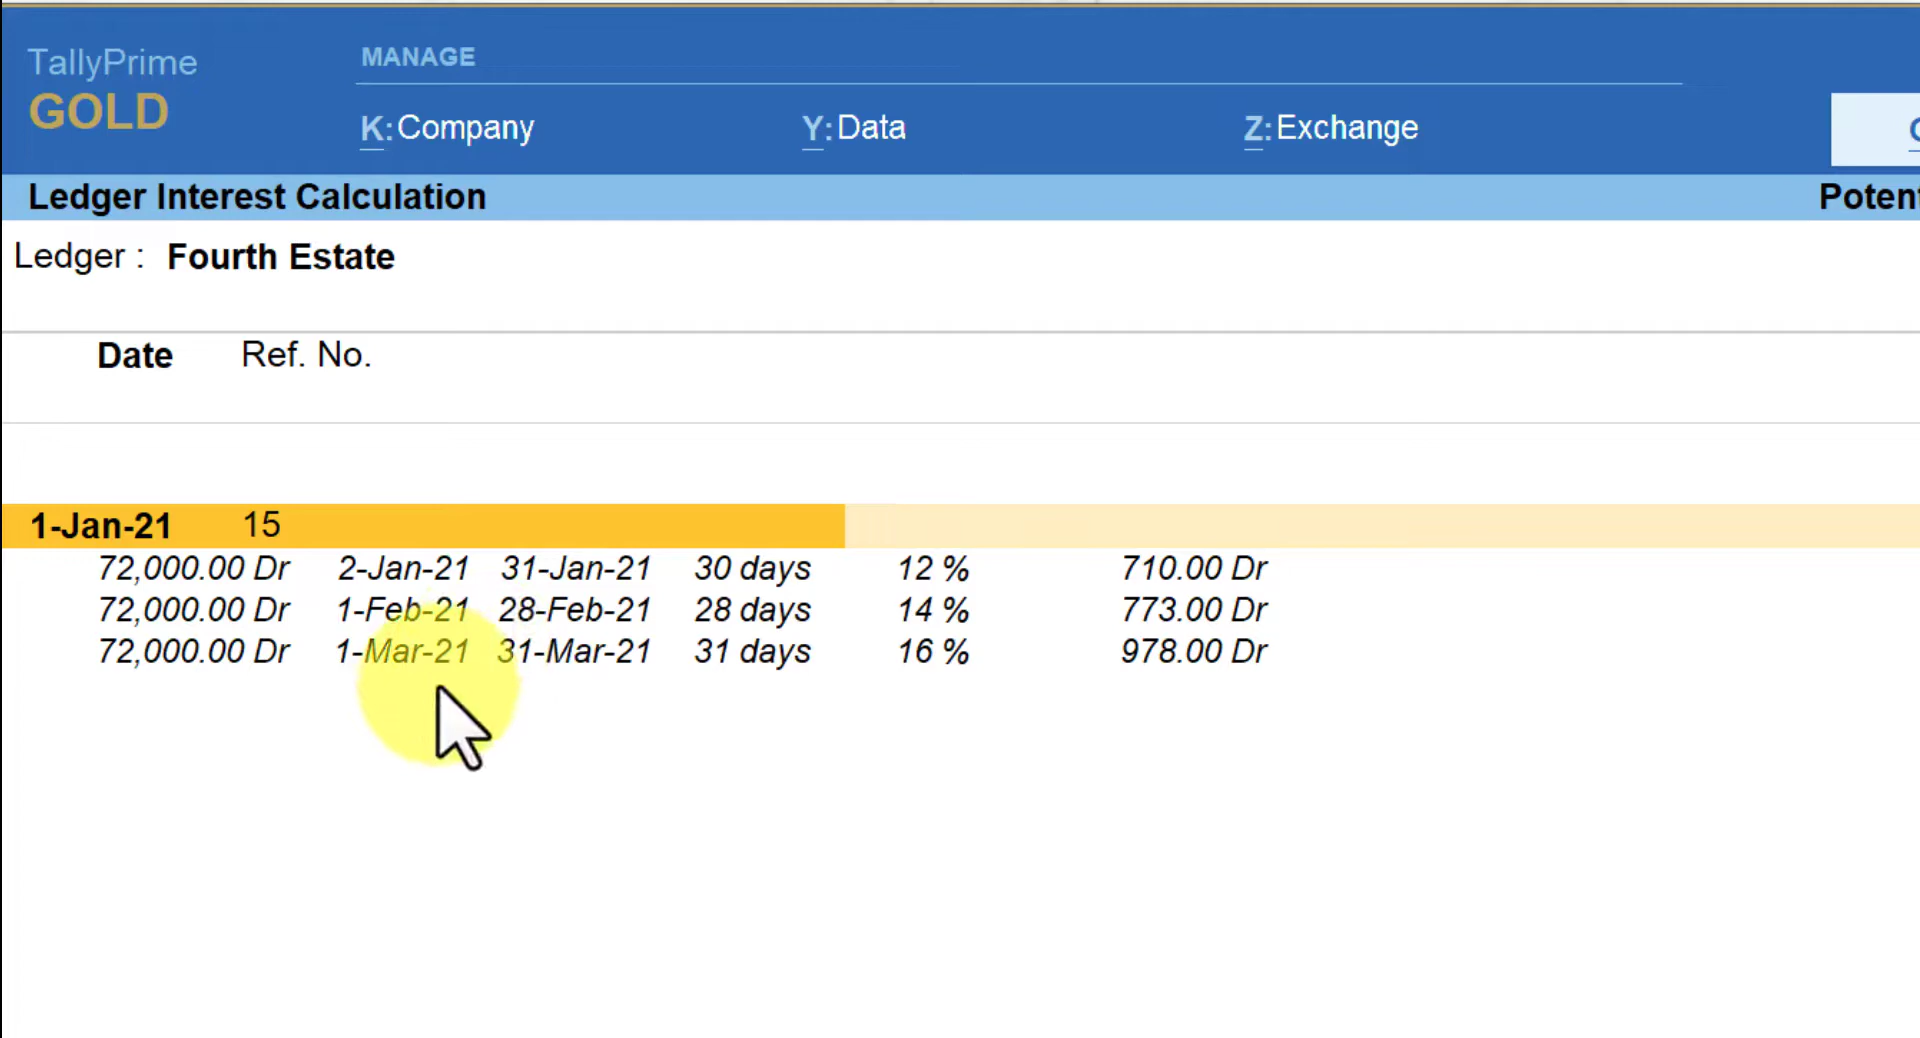 TallyPrime
GOLD
MANAGE
K:Company Y:Data Z:Exchange
Ledger Interest Calculation
Ledger : Fourth Estate
Date Ref. No.
1-Jan-21 15
72,000.00 Dr 2-Jan-21 31-Jan-21 30 days 12 % 710.00 Dr
72,000.00 Dr 1-Feb-21 28-Feb-21 28 days 14 % 773.00 Dr
72,000.00 Dr 1-Mar-21 31-Mar-21 31 days 16 % 978.00 Dr